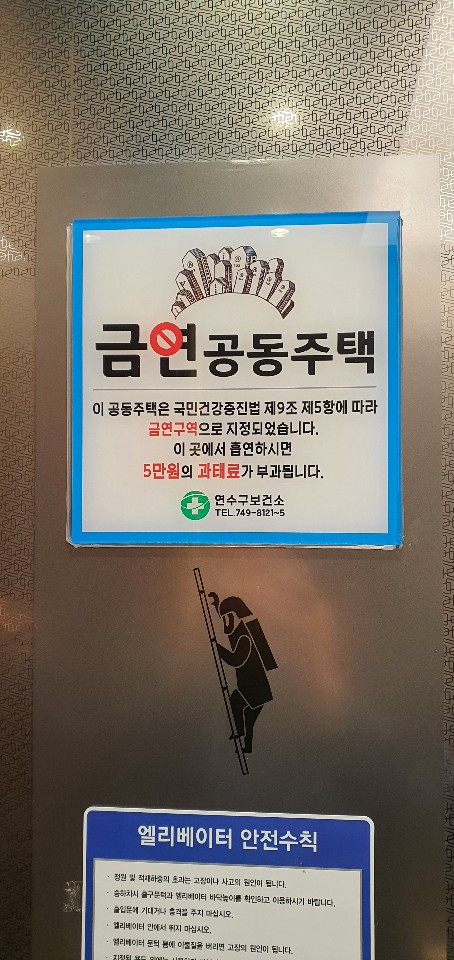 금연공동주택
이 공동주택은 국민건강증진법 제9조 제5항에 따라
금연구역으로 지정되었습니다.
이 곳에서 흡연하시면
5만원의 과태료가 부과됩니다.
연수구보건소
TEL.749-8121~5
엘리베이터 안전수칙
· 정원 및 적재하중의 초과는 고장이나 사고의 원인이 됩니다.
· 승하차시 출구문턱과 엘리베이터 바닥높이를 확인하고 이용하시기 바랍니다.
· 출입문에 기대거나 충격을 주지 마십시오.
· 엘리베이터 안에서 뛰지 마십시오.
· 엘리베이터 문턱 틈에 이물질을 버리면 고장의 원인이 됩니다.